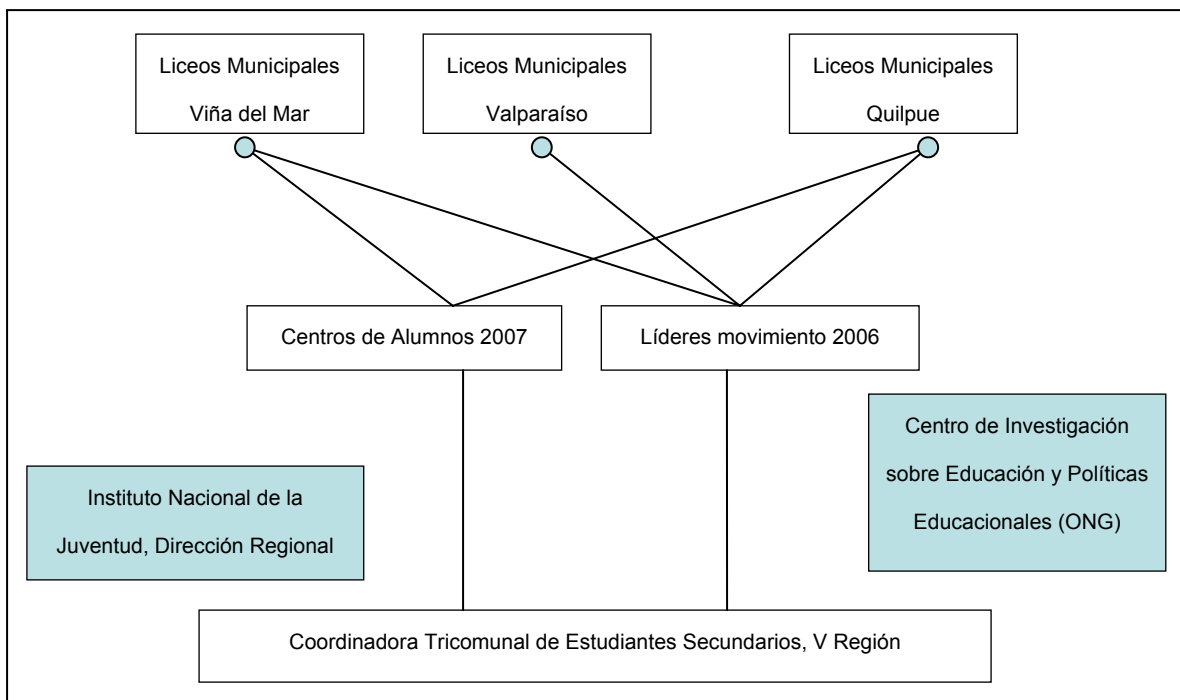 Liceos Municipales
Viña del Mar
Liceos Municipales
Valparaíso
Liceos Municipales
Quilpue
Centros de Alumnos 2007
Líderes movimiento 2006
Centro de Investigación
sobre Educación y Políticas
Educacionales (ONG)
Instituto Nacional de la
Juventud, Dirección Regional
Coordinadora Tricomunal de Estudiantes Secundarios, V Región